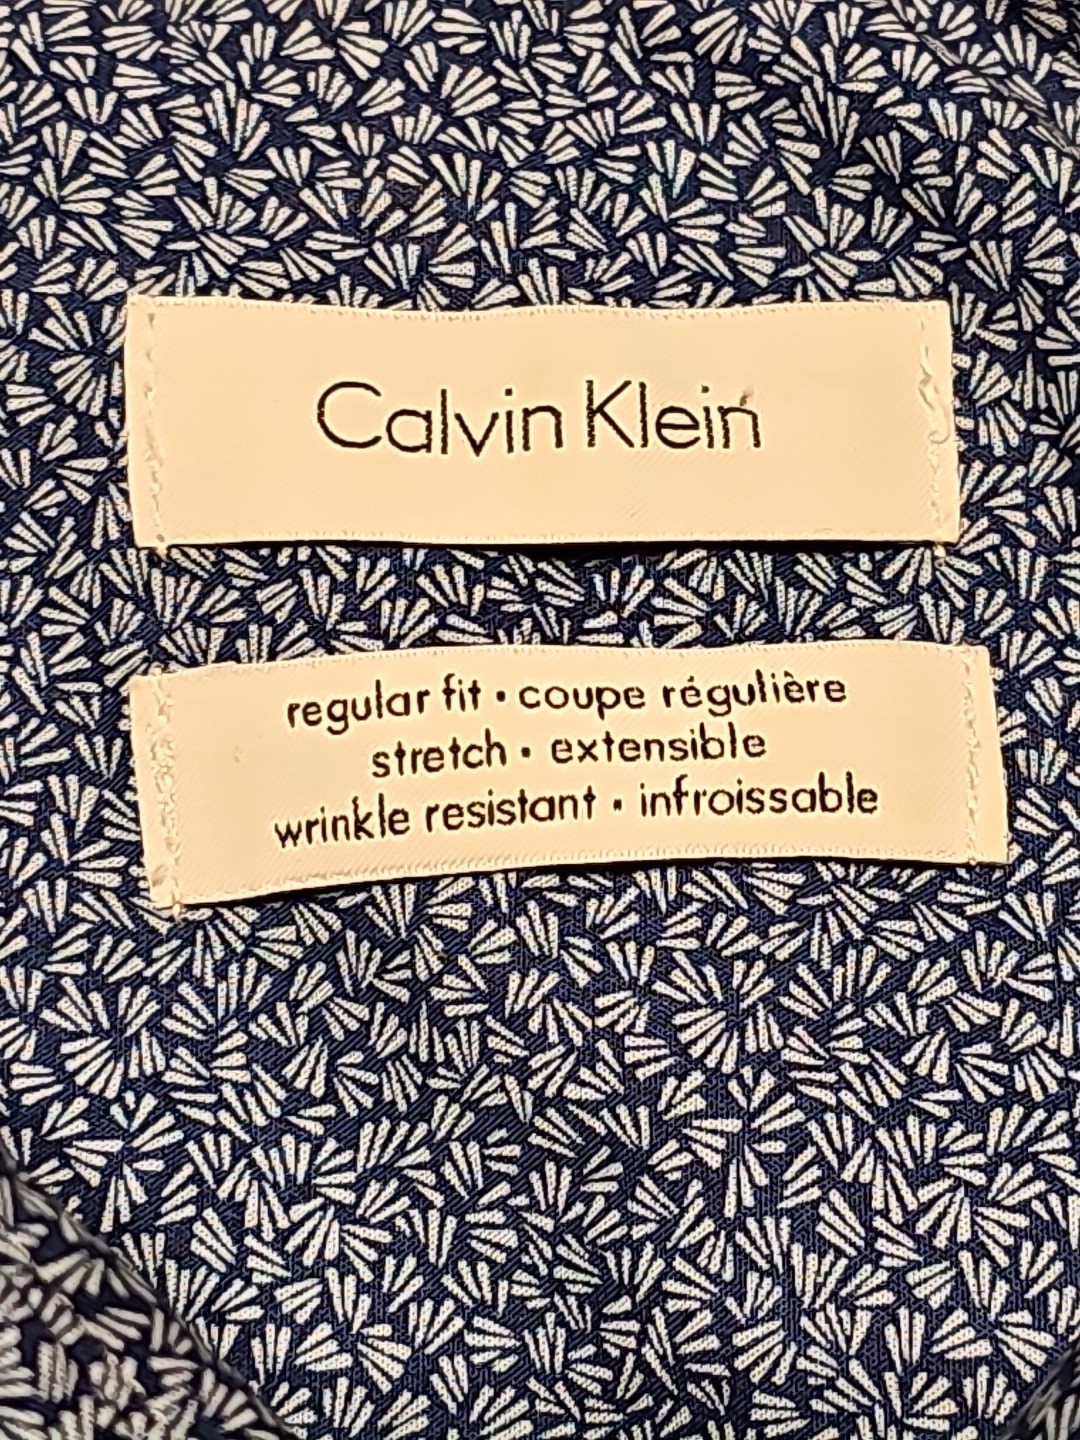 Calvin Klein
regular fit • coupe régulière
stretch • extensible
wrinkle resistant • infroissable